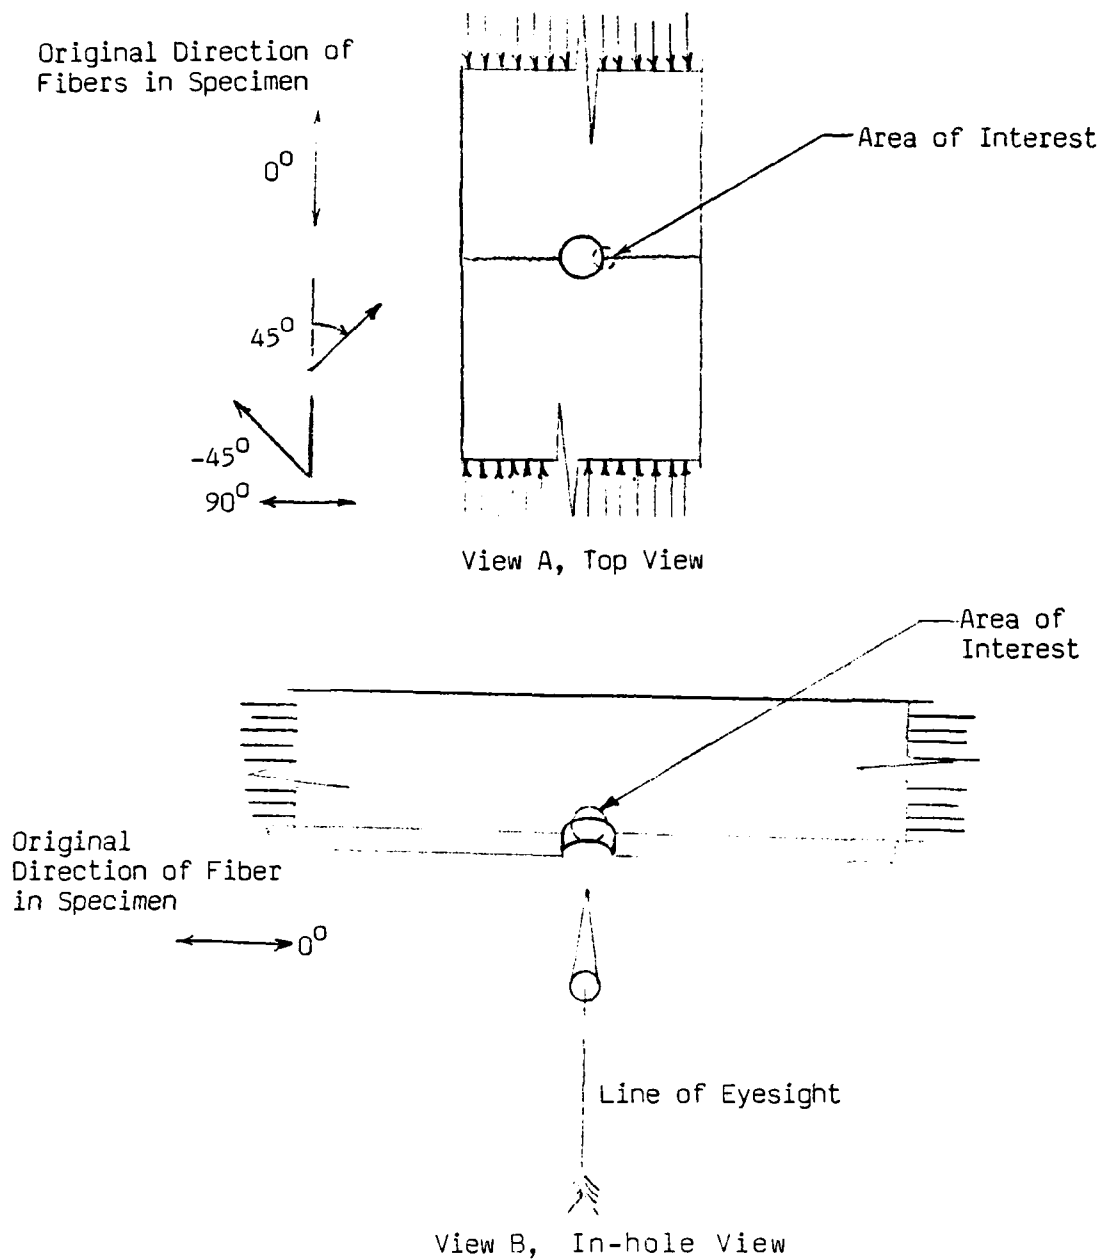 Original Direction of
Fibers in Specimen
0°
Area of Interest
45°
-45°
90°
View A, Top View
Area of
Interest
Original
Direction of Fiber
in Specimen
0°
Line of Eyesight
View B, In-hole View